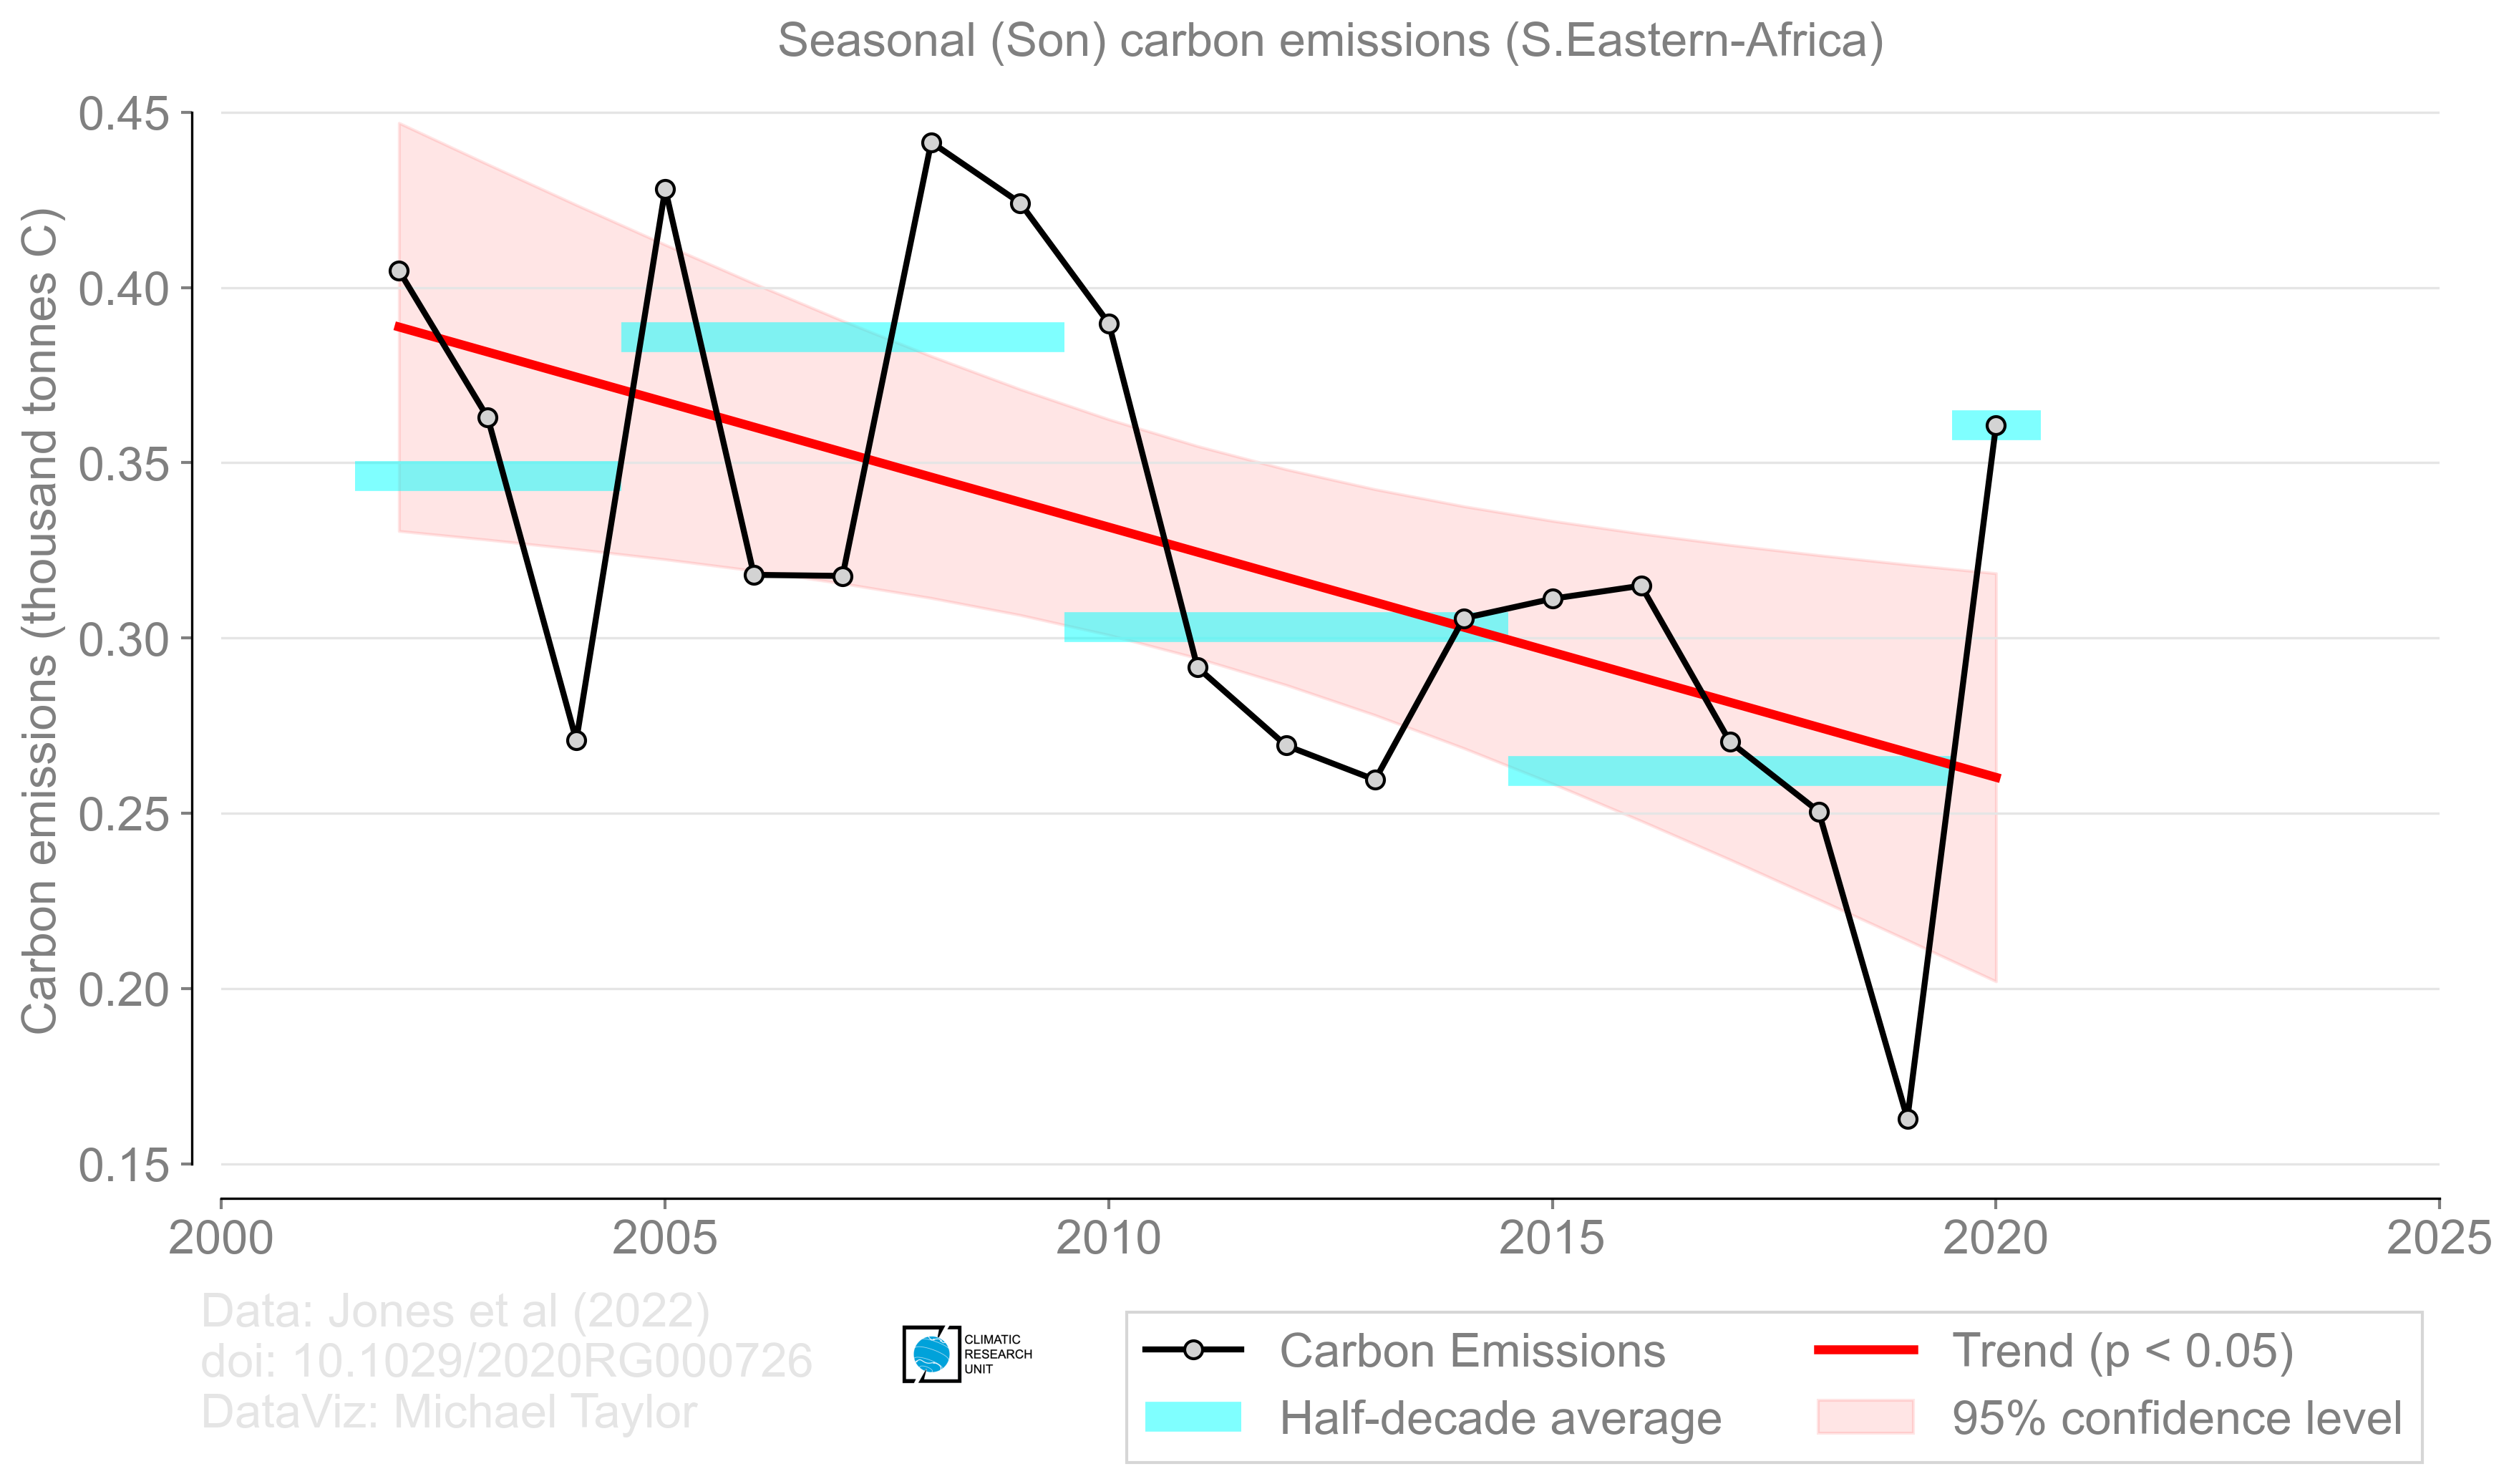 Seasonal (Son) carbon emissions (S.Eastern-Africa)
Carbon emissions (thousand tonnes C)
0.45
0.40
0.35
0.30
0.25
0.20
0.15
2000 2005 2010 2015 2020 2025
Data: Jones et al (2022)
doi: 10.1029/2020RG000726
DataViz: Michael Taylor
CLIMATIC
RESEARCH
UNIT
Carbon Emissions
Half-decade average
Trend (p < 0.05)
95% confidence level